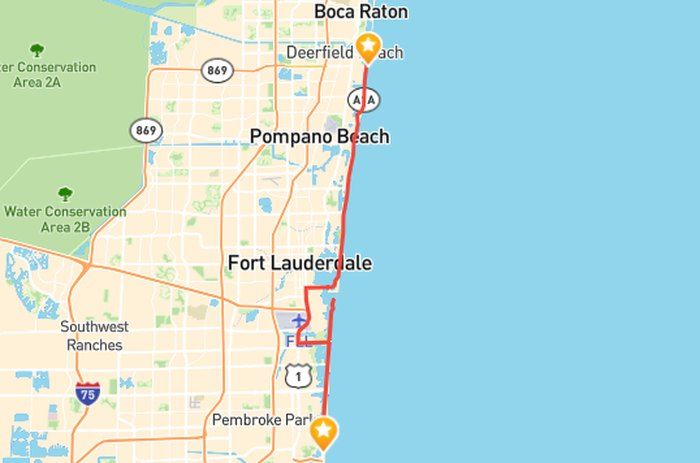 Boca Raton
Deerfield Beach
869
ter Conservation
Area 2A
A1A
869
Pompano Beach
Water Conservation
Area 2B
Fort Lauderdale
Southwest
Ranches
FLL
1
75
Pembroke Park